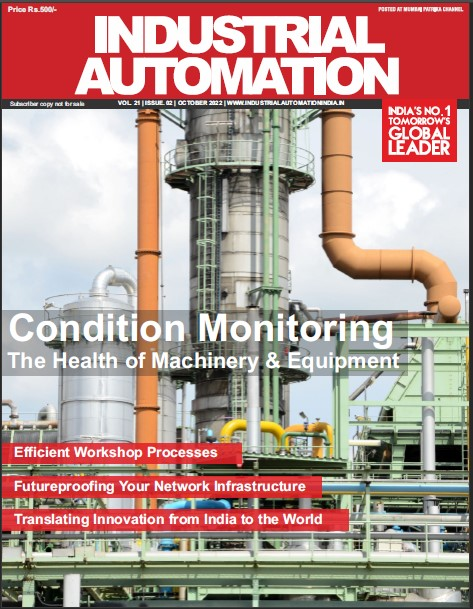 Price Rs.500/-
POSTED AT MUMBAI PATRIKA CHANNEL
INDUSTRIAL
AUTOMATION
Subscriber copy not for sale
VOL. 21 | ISSUE. 02 | OCTOBER 2022 | WWW.INDUSTRIALAUTOMATIONINDIA.IN
INDIA'S NO. 1
TOMORROW'S
GLOBAL
LEADER
Condition Monitoring
The Health of Machinery & Equipment
Efficient Workshop Processes
Futureproofing Your Network Infrastructure
Translating Innovation from India to the World